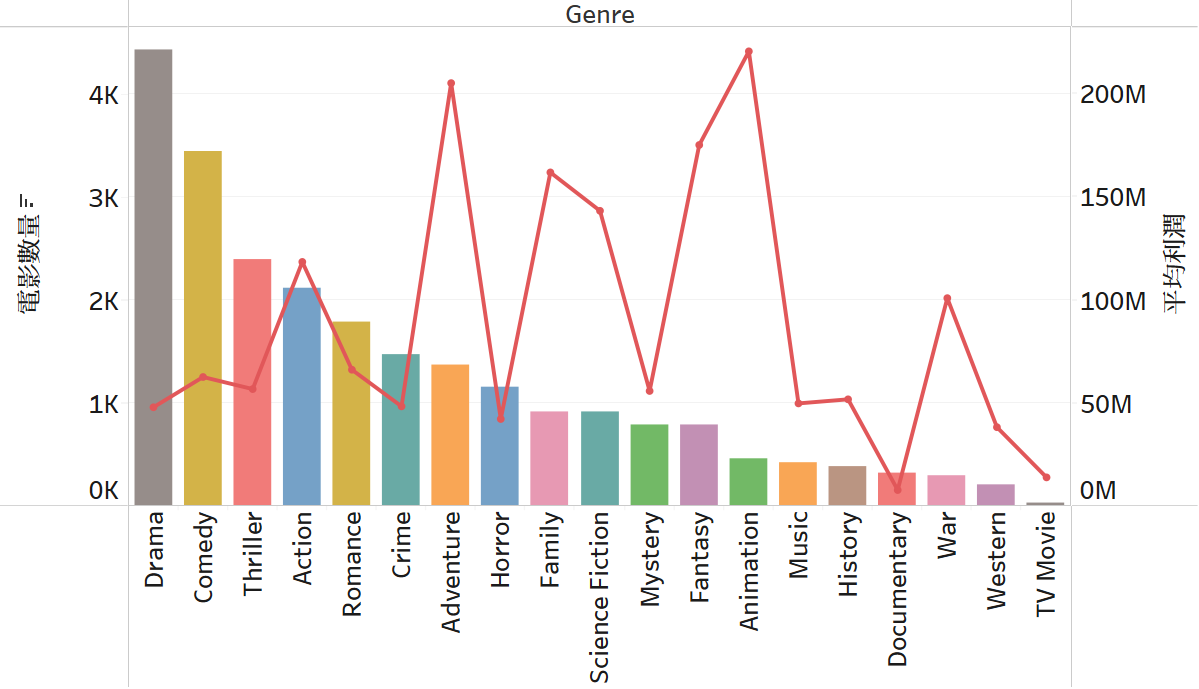 Genre
4K
3K
2K
1K
0K
電影數量
200M
150M
100M
50M
0M
平均利潤
Drama
Comedy
Thriller
Action
Romance
Crime
Adventure
Horror
Family
Science Fiction
Mystery
Fantasy
Animation
Music
History
Documentary
War
Western
TV Movie